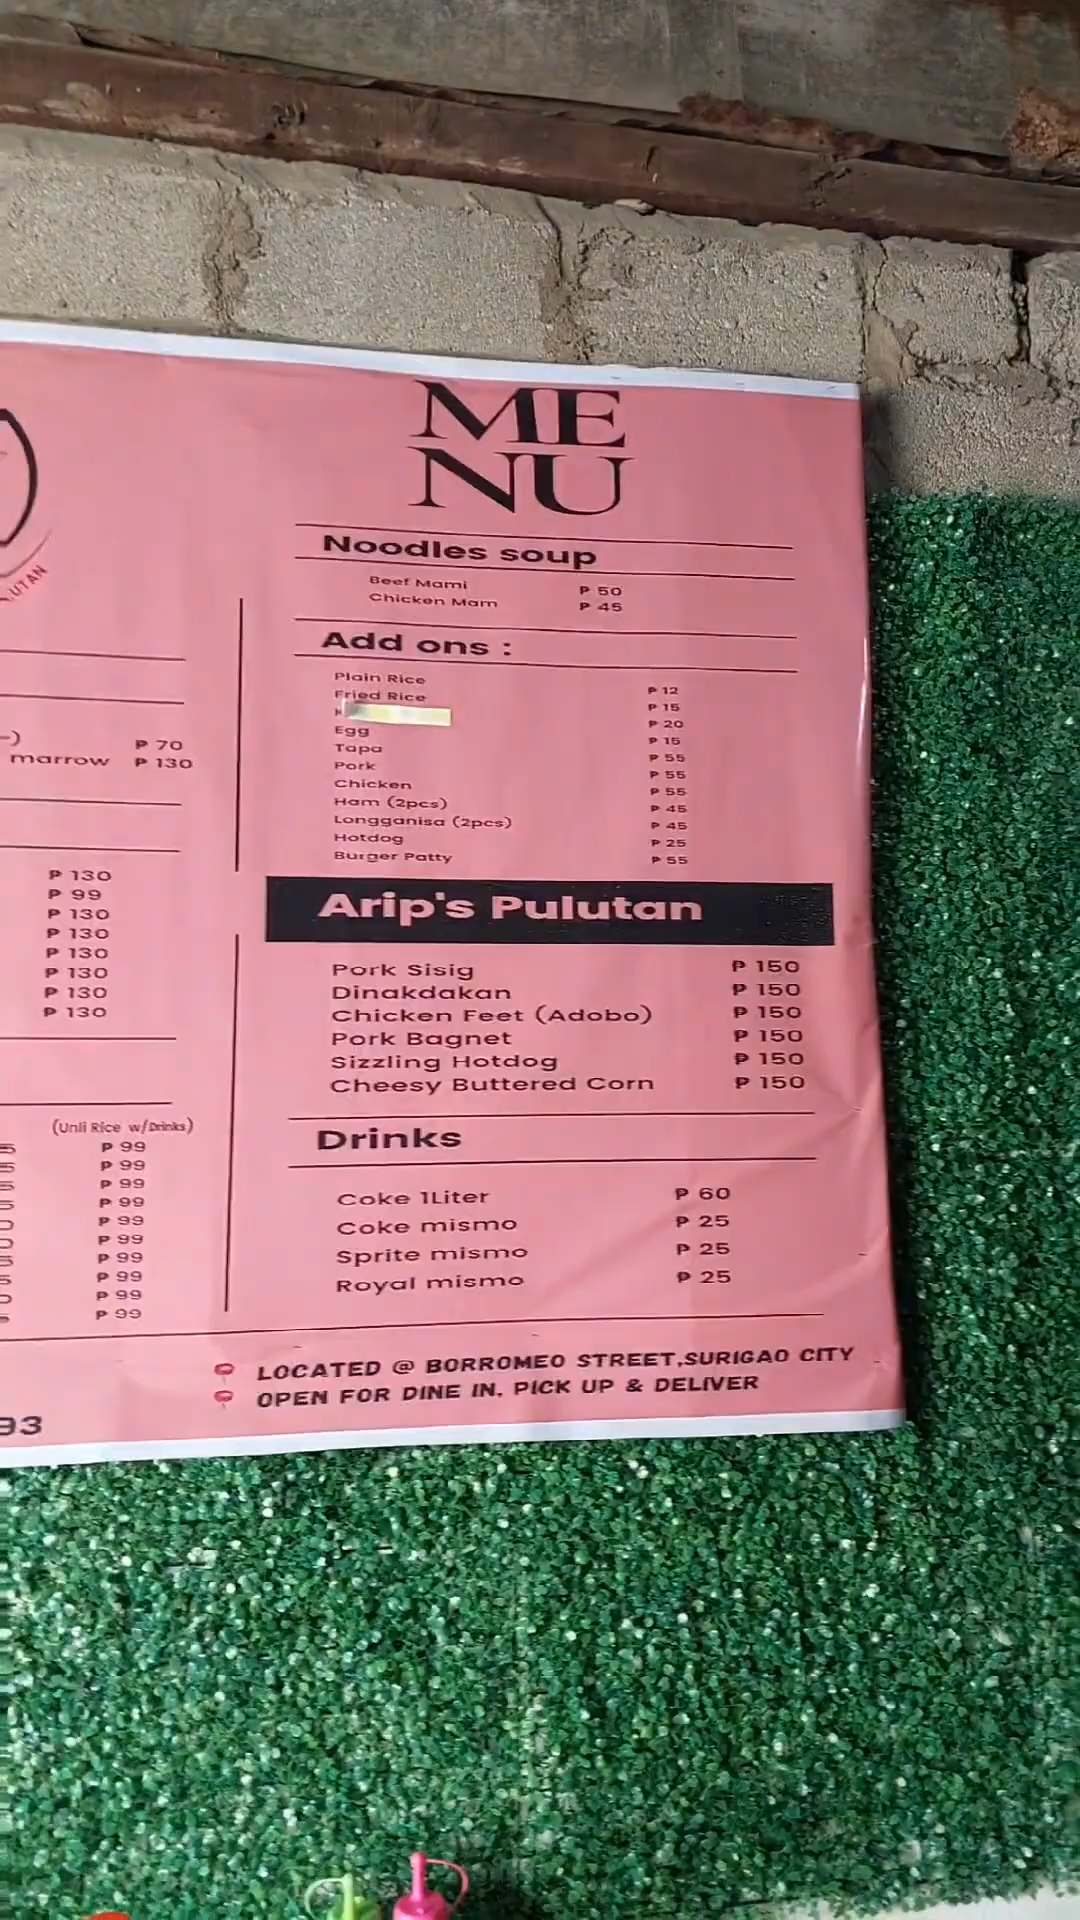 UTAN
-) ₱ 70
marrow ₱ 130
₱ 130
₱ 99
₱ 130
₱ 130
₱ 130
₱ 130
₱ 130
₱ 130
(Unli Rice w/Drinks)
₱ 99
₱ 99
₱ 99
₱ 99
₱ 99
₱ 99
₱ 99
₱ 99
₱ 99
₱ 99
93
ME
NU
Noodles soup
Beef Mami ₱ 50
Chicken Mam ₱ 45
Add ons :
Plain Rice ₱ 12
Fried Rice ₱ 15
₱ 20
Egg ₱ 15
Tapa ₱ 55
Pork ₱ 55
Chicken ₱ 55
Ham (2pcs) ₱ 45
Longganisa (2pcs) ₱ 45
Hotdog ₱ 25
Burger Patty ₱ 55
Arip's Pulutan
Pork Sisig ₱ 150
Dinakdakan ₱ 150
Chicken Feet (Adobo) ₱ 150
Pork Bagnet ₱ 150
Sizzling Hotdog ₱ 150
Cheesy Buttered Corn ₱ 150
Drinks
Coke 1Liter ₱ 60
Coke mismo ₱ 25
Sprite mismo ₱ 25
Royal mismo ₱ 25
LOCATED @ BORROMEO STREET,SURIGAO CITY
OPEN FOR DINE IN, PICK UP & DELIVER